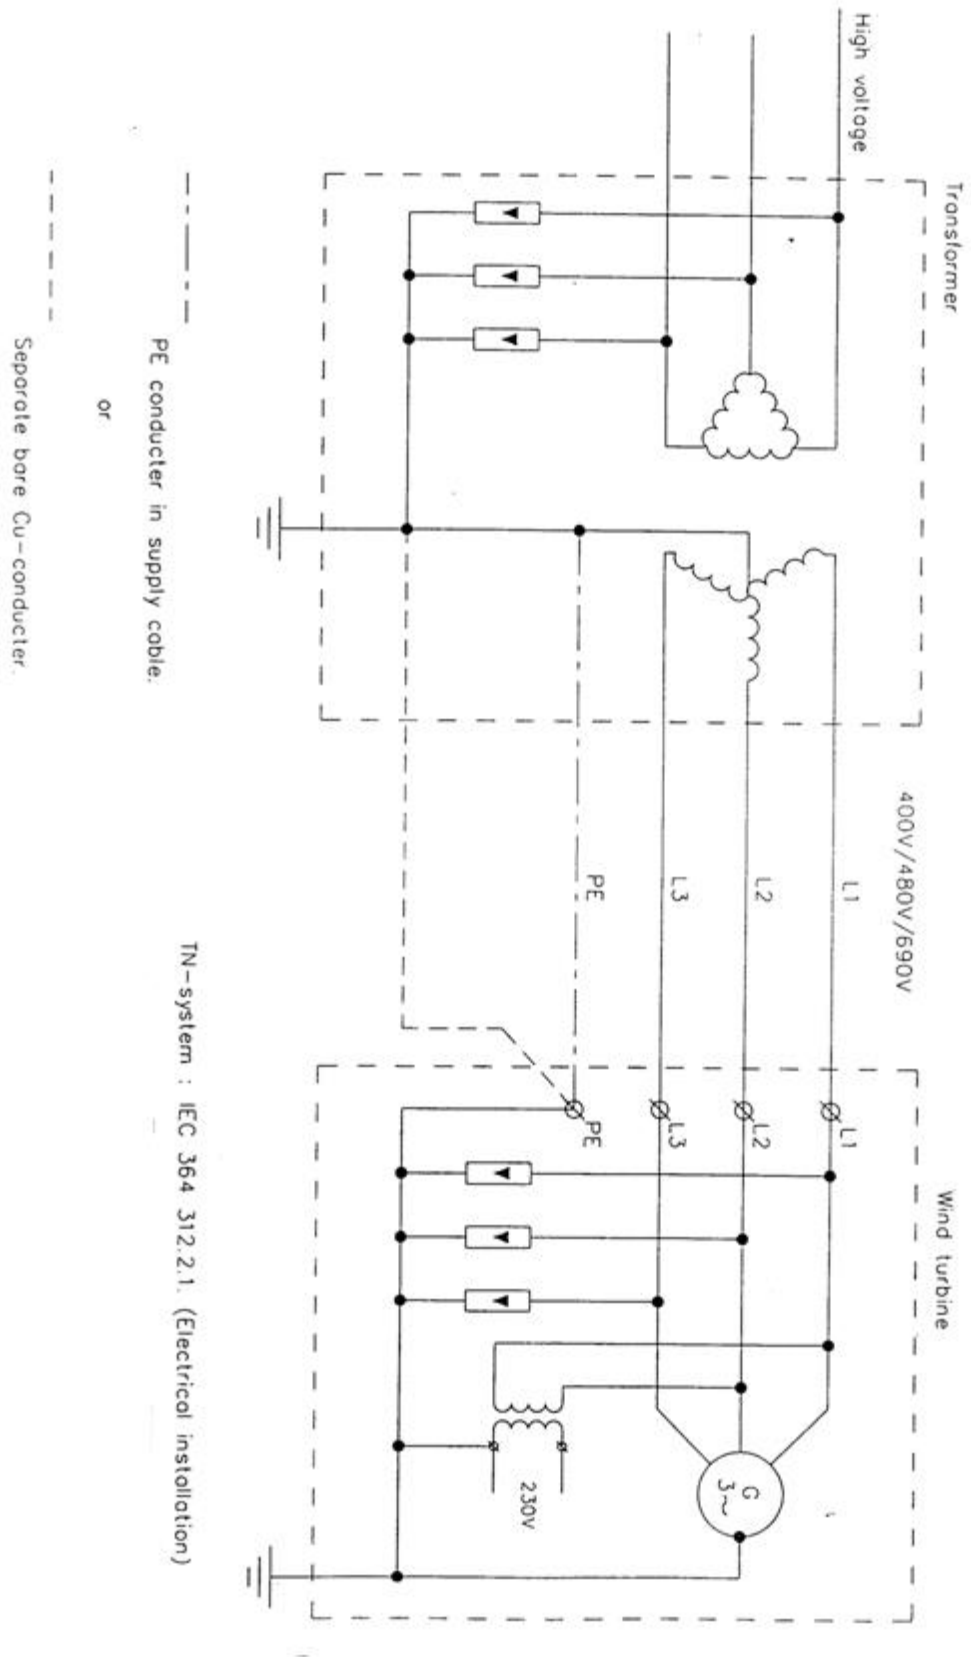 Transformer
Wind turbine
High voltage
400V/480V/690V
L1
L2
L3
PE
L1
L2
L3
PE
G
3~
230V
PE conducter in supply cable.
or
Separate bare Cu-conducter.
TN-system : IEC 364 312.2.1. (Electrical installation)